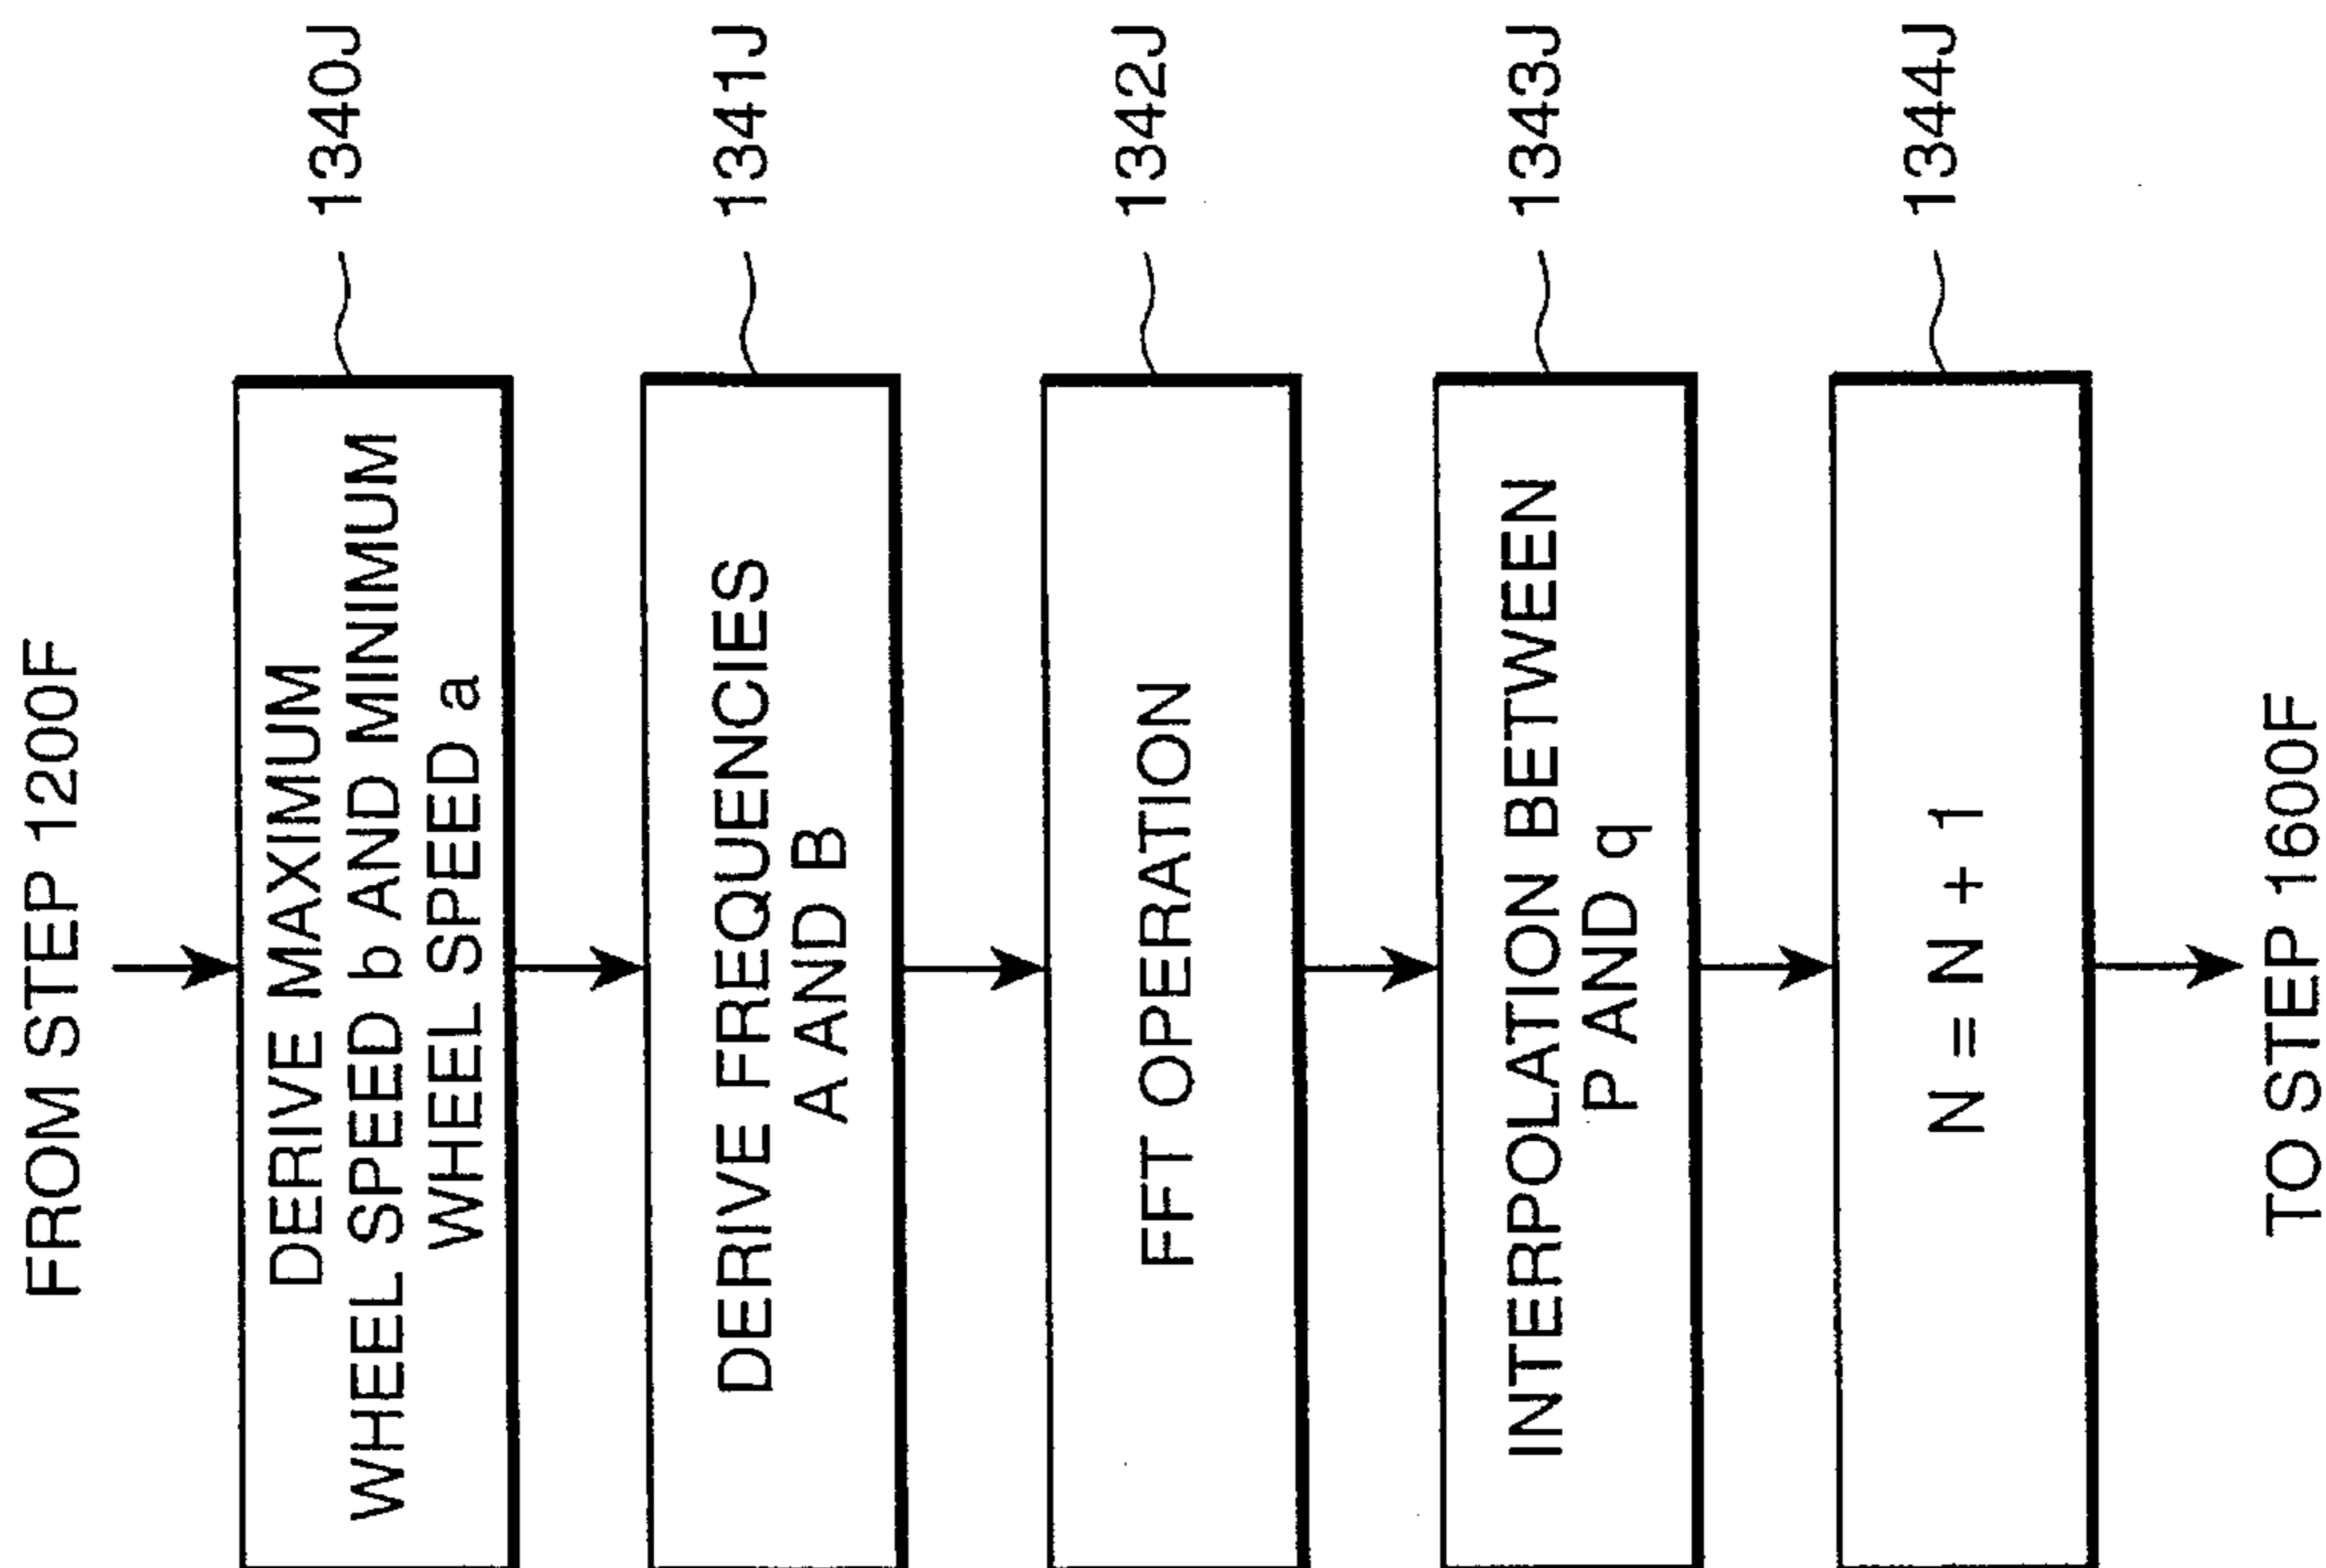 FROM STEP 1200F
DERIVE MAXIMUM
WHEEL SPEED b AND MINIMUM
WHEEL SPEED a
1340J
DERIVE FREQUENCIES
A AND B
1341J
FFT OPERATION
1342J
INTERPOLATION BETWEEN
P AND q
1343J
N = N + 1
1344J
TO STEP 1600F